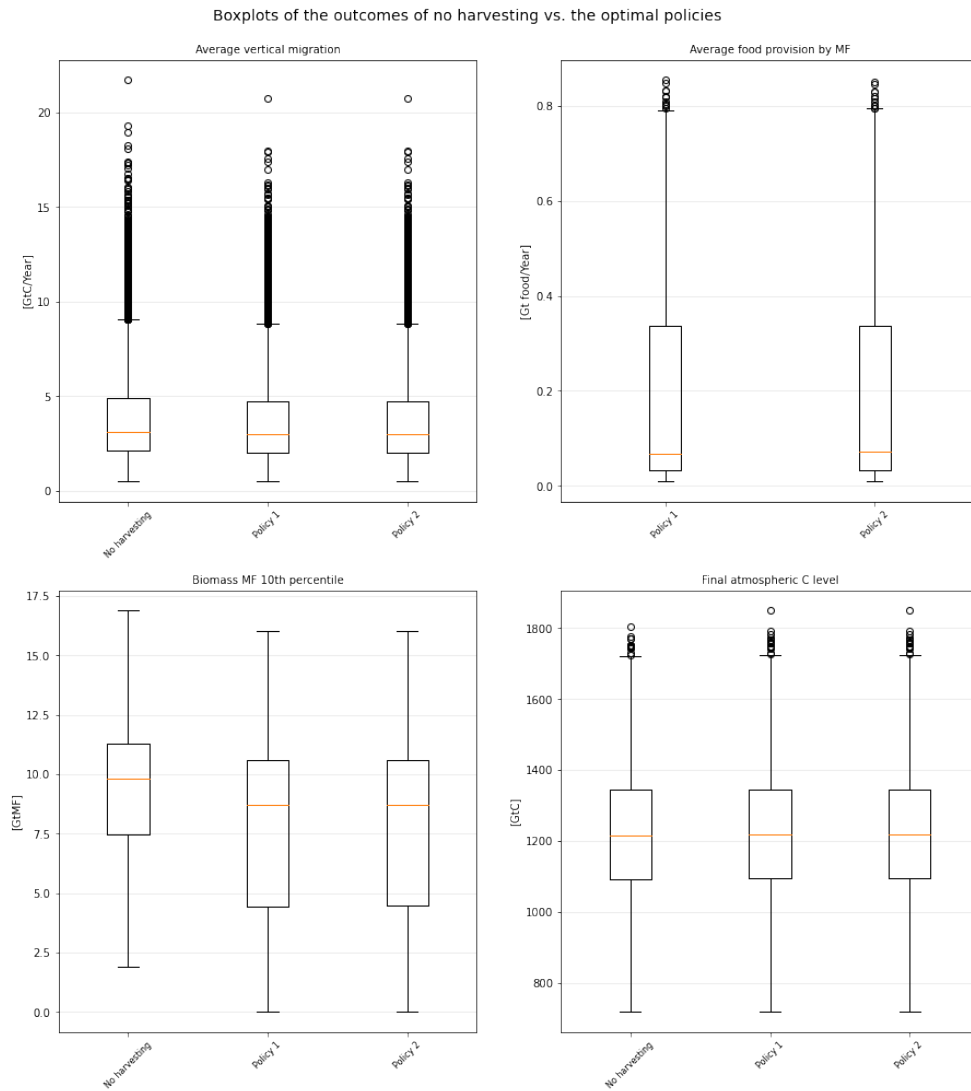 Boxplots of the outcomes of no harvesting vs. the optimal policies
Average vertical migration
[GtC/Year]
20
15
10
5
0
No harvesting
Policy 1
Policy 2
Average food provision by MF
[Gt food/Year]
0.8
0.6
0.4
0.2
0.0
Policy 1
Policy 2
Biomass MF 10th percentile
[GtMF]
17.5
15.0
12.5
10.0
7.5
5.0
2.5
0.0
No harvesting
Policy 1
Policy 2
Final atmospheric C level
[GtC]
1800
1600
1400
1200
1000
800
No harvesting
Policy 1
Policy 2